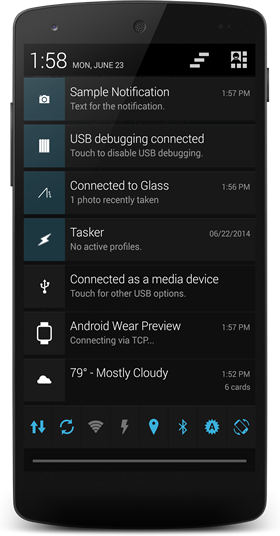 1:58 MON, JUNE 23
Sample Notification 1:57 PM
Text for the notification.
USB debugging connected
Touch to disable USB debugging.
Connected to Glass 1:56 PM
1 photo recently taken
Tasker 06/22/2014
No active profiles.
Connected as a media device
Touch for other USB options.
Android Wear Preview 1:57 PM
Connecting via TCP...
79° - Mostly Cloudy 1:52 PM
6 cards